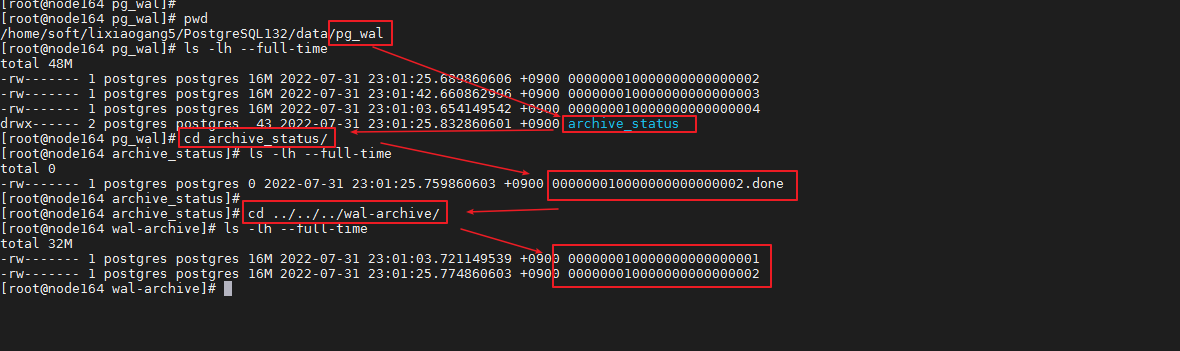 [root@node164 pg_wal]#
[root@node164 pg_wal]# pwd
/home/soft/lixiaogang5/PostgreSQL132/data/pg_wal
[root@node164 pg_wal]# ls -lh --full-time
total 48M
-rw------- 1 postgres postgres 16M 2022-07-31 23:01:25.689860606 +0900 000000010000000000000002
-rw------- 1 postgres postgres 16M 2022-07-31 23:01:42.660862996 +0900 000000010000000000000003
-rw------- 1 postgres postgres 16M 2022-07-31 23:01:03.654149542 +0900 000000010000000000000004
drwx------ 2 postgres postgres  43 2022-07-31 23:01:25.832860601 +0900 archive_status
[root@node164 pg_wal]# cd archive_status/
[root@node164 archive_status]# ls -lh --full-time
total 0
-rw------- 1 postgres postgres 0 2022-07-31 23:01:25.759860603 +0900 000000010000000000000002.done
[root@node164 archive_status]#
[root@node164 archive_status]# cd ../../../wal-archive/
[root@node164 wal-archive]# ls -lh --full-time
total 32M
-rw------- 1 postgres postgres 16M 2022-07-31 23:01:03.721149539 +0900 000000010000000000000001
-rw------- 1 postgres postgres 16M 2022-07-31 23:01:25.774860603 +0900 000000010000000000000002
[root@node164 wal-archive]#